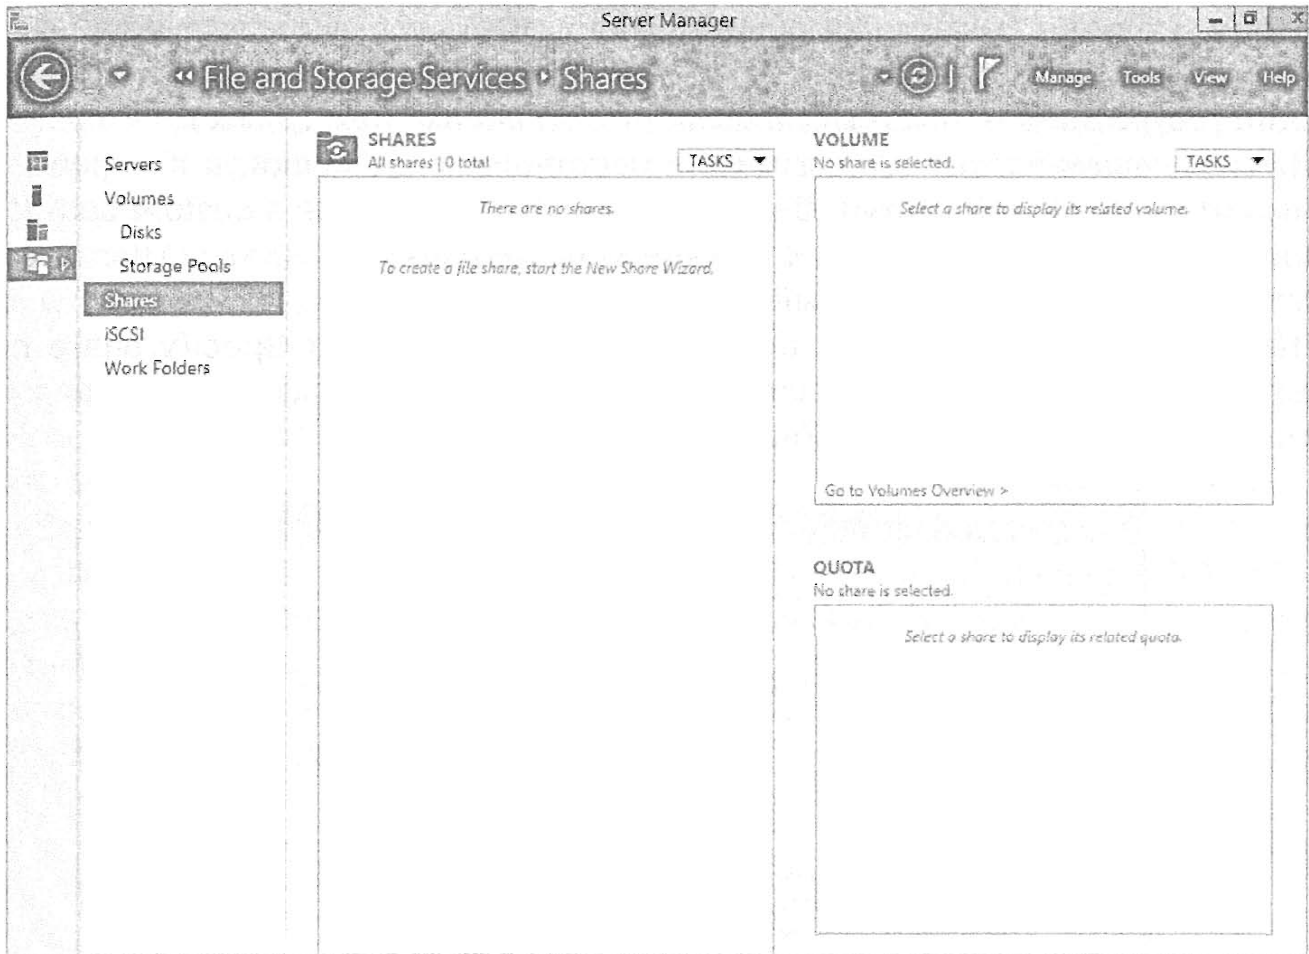 Server Manager
File and Storage Services • Shares
Manage Tools View Help
Servers
Volumes
Disks
Storage Pools
Shares
iSCSI
Work Folders
SHARES
All shares | 0 total
TASKS
There are no shares.
To create a file share, start the New Share Wizard.
VOLUME
No share is selected.
TASKS
Select a share to display its related volume.
Go to Volumes Overview >
QUOTA
No share is selected.
Select a share to display its related quota.